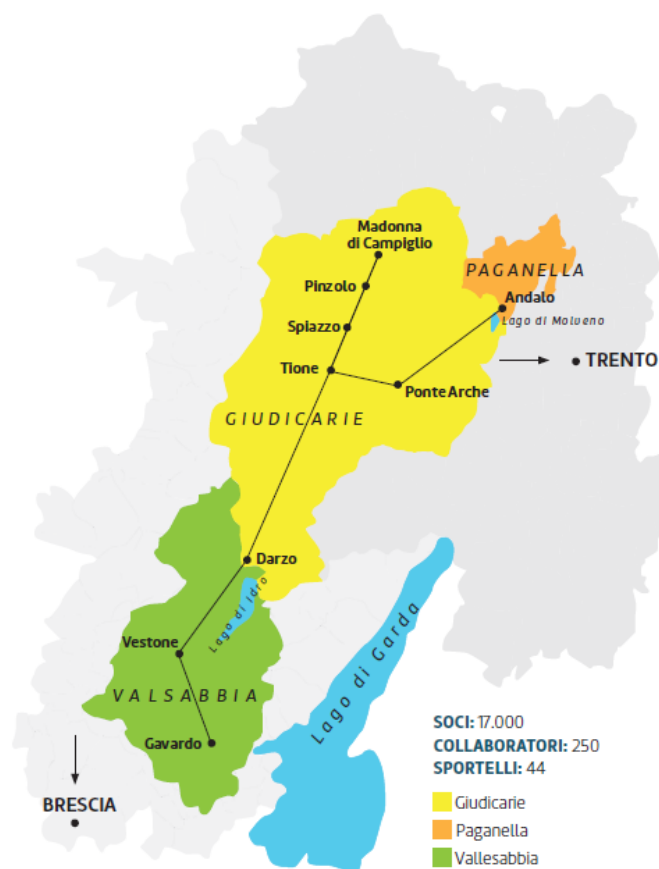 Madonna
di Campiglio
PAGANELLA
Pinzolo
Andalo
Spiazzo
Lago di Molveno
TRENTO
Tione
Ponte Arche
GIUDICARIE
Darzo
Lago di Idro
Vestone
Lago di Garda
VALSABBIA
SOCI: 17.000
Gavardo
COLLABORATORI: 250
SPORTELLI: 44
BRESCIA
Giudicarie
Paganella
Vallesabbia